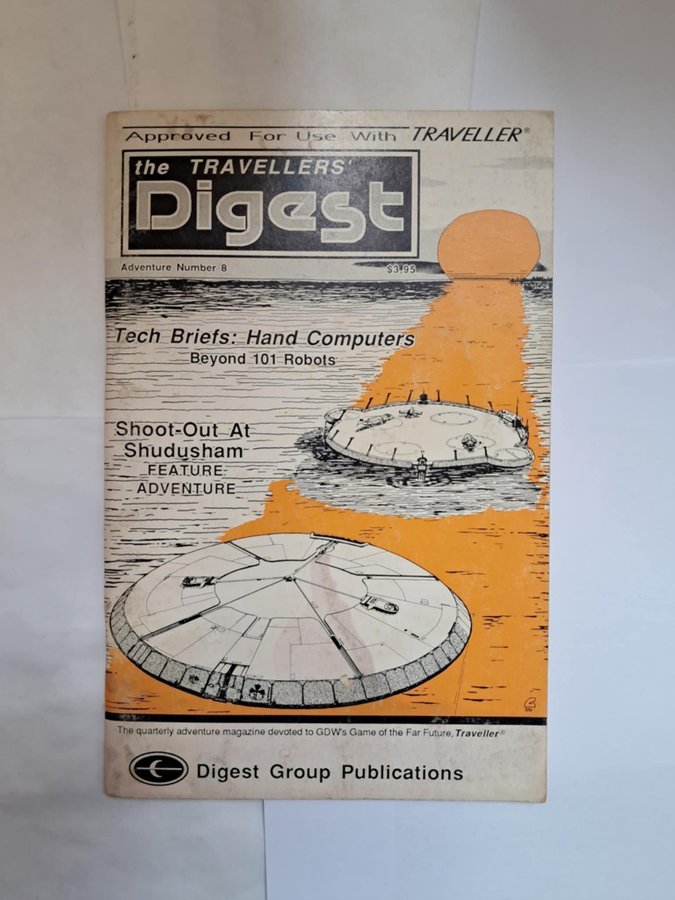 Approved For Use With TRAVELLER®
the TRAVELLERS'
Digest
Adventure Number 8
$3.95
Tech Briefs: Hand Computers
Beyond 101 Robots
Shoot-Out At
Shudusham
FEATURE
ADVENTURE
The quarterly adventure magazine devoted to GDW's Game of the Far Future, Traveller®
Digest Group Publications